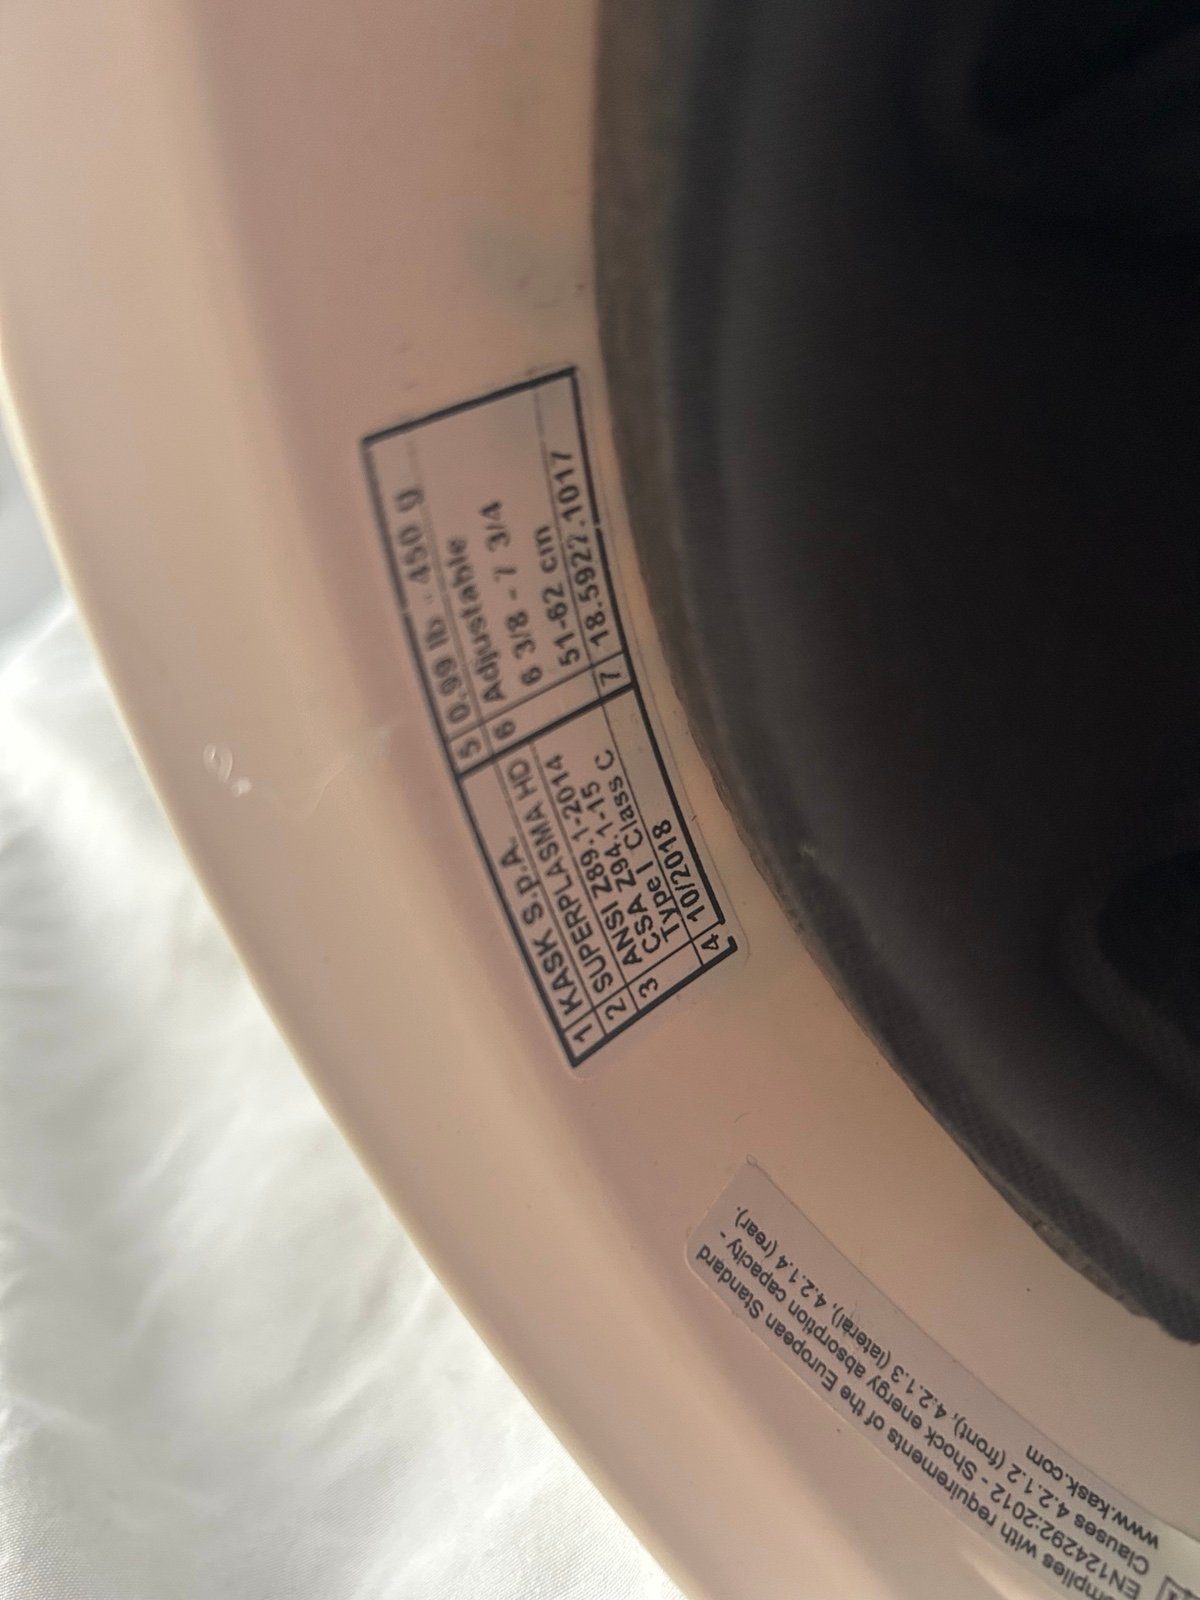 1 KASK S.p.A.
2 SUPERPLASMA HD
3 ANSI Z89.1-2014
CSA Z94.1-15
Type I Class C
4 10/2018
5 0,99 lb - 450 g
6 Adjustable
6 3/8 - 7 3/4
51-62 cm
7 18.5927.1017
with requirements of the European Standard
EN12492:2012 - Shock energy absorption capacity -
Clauses 4.2.1.2 (front), 4.2.1.3 (lateral), 4.2.1.4 (rear).
www.kask.com